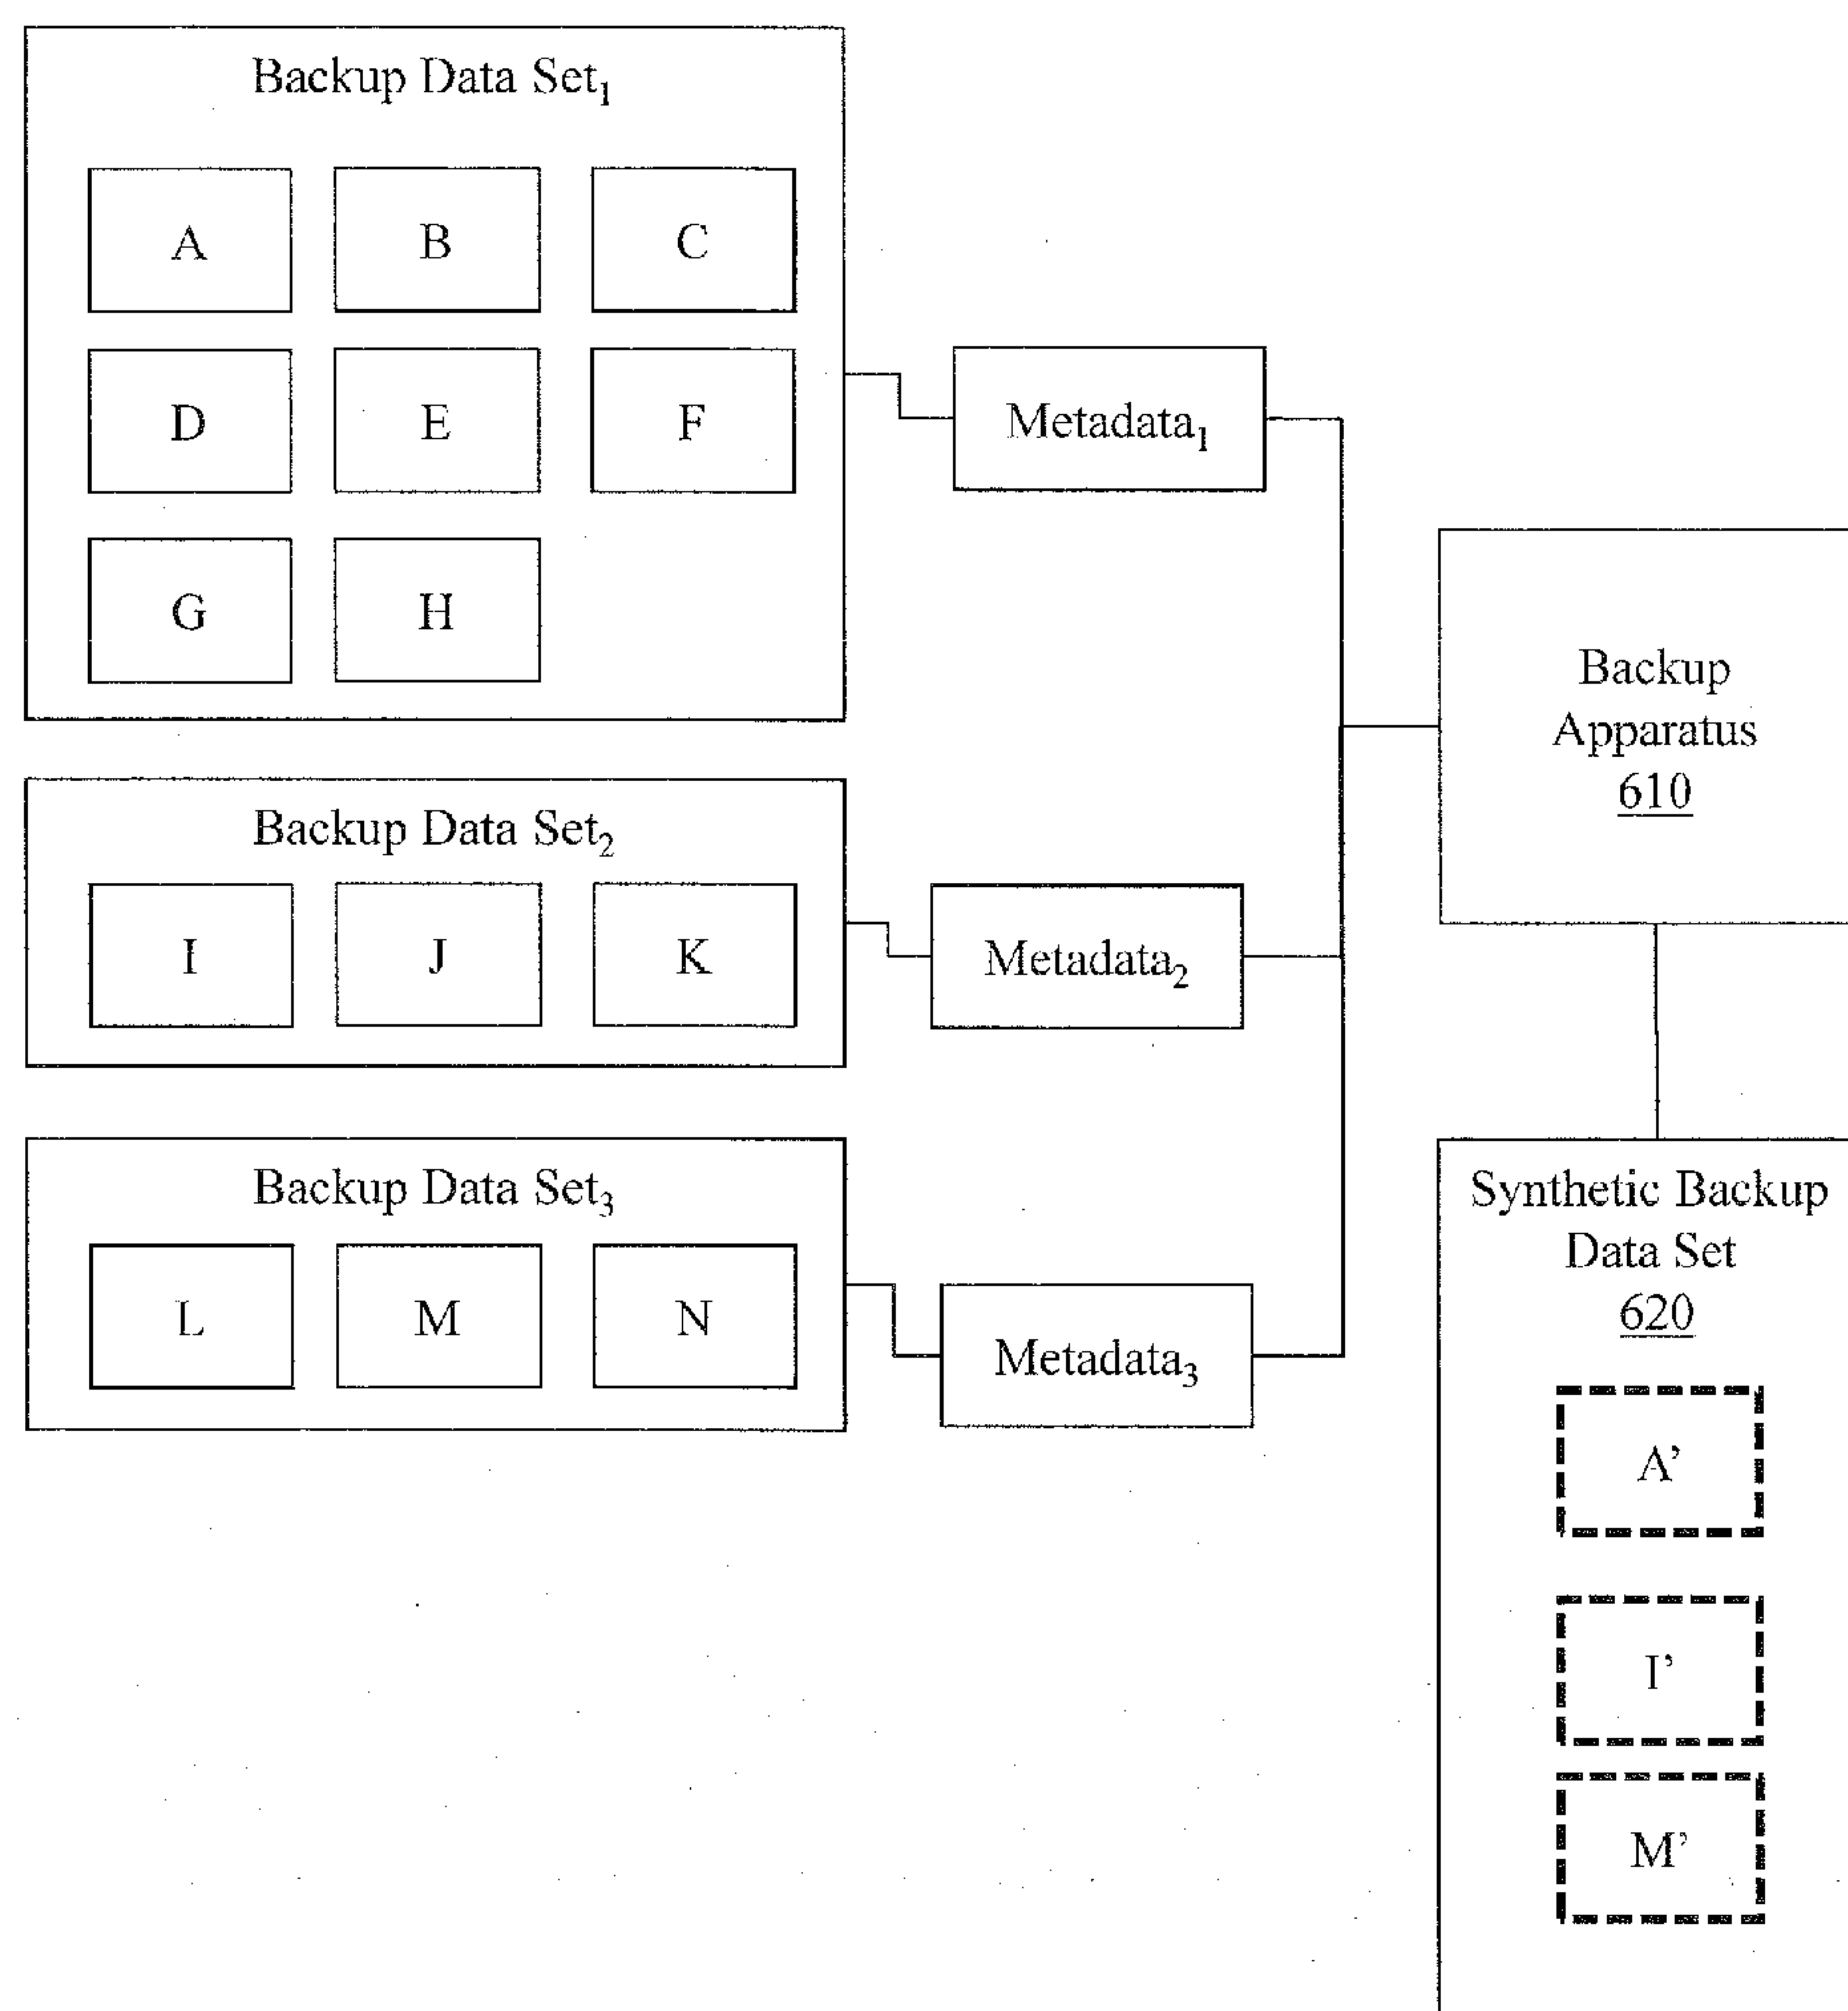 Backup Data Set₁
A B C
D E F
G H
Metadata₁
Backup Data Set₂
I J K
Metadata₂
Backup Data Set₃
L M N
Metadata₃
Backup
Apparatus
610
Synthetic Backup
Data Set
620
A’
I’
M’